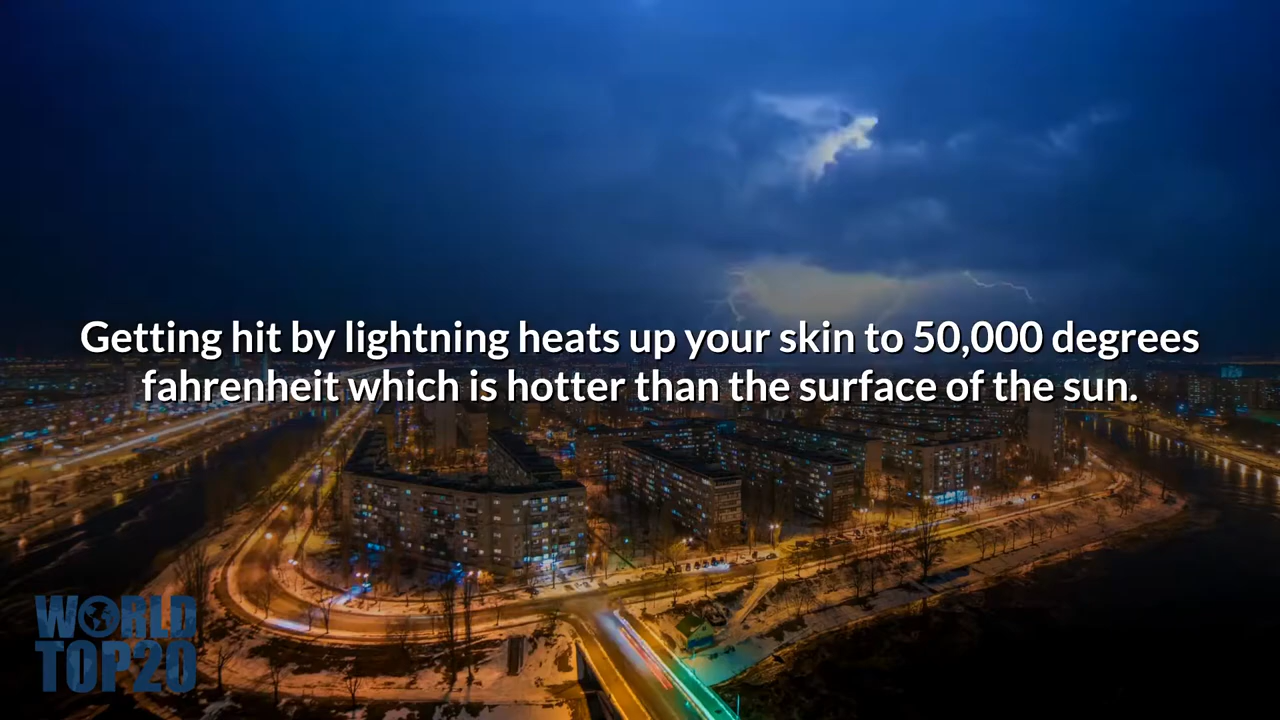 Getting hit by lightning heats up your skin to 50,000 degrees
fahrenheit which is hotter than the surface of the sun.
WORLD
TOP20